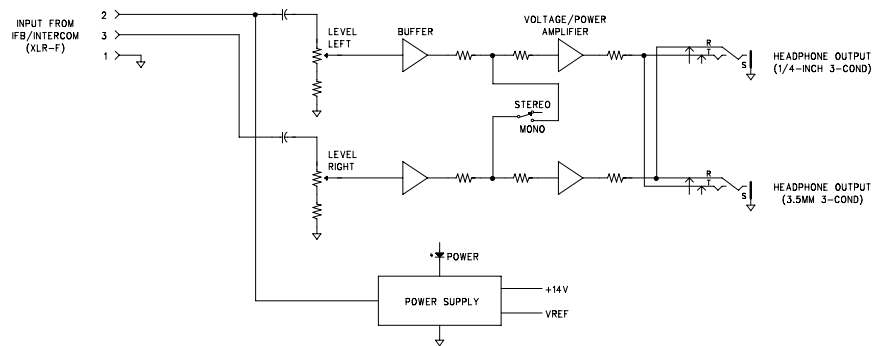 INPUT FROM
IFB/INTERCOM
(XLR-F)
2
3
1
LEVEL
LEFT
BUFFER
VOLTAGE/POWER
AMPLIFIER
STEREO
MONO
R
T
S
HEADPHONE OUTPUT
(1/4-INCH 3-COND)
LEVEL
RIGHT
R
T
S
HEADPHONE OUTPUT
(3.5MM 3-COND)
POWER
POWER SUPPLY
+14V
VREF